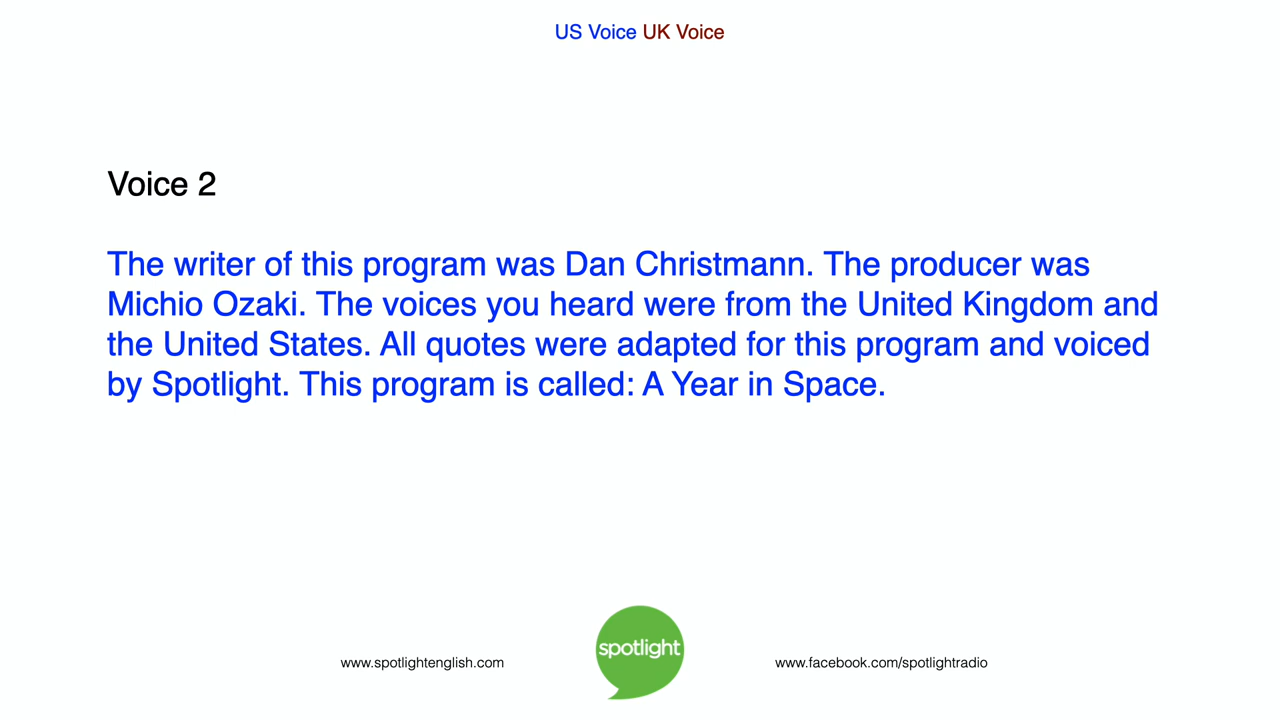 US Voice UK Voice
Voice 2
The writer of this program was Dan Christmann. The producer was
Michio Ozaki. The voices you heard were from the United Kingdom and
the United States. All quotes were adapted for this program and voiced
by Spotlight. This program is called: A Year in Space.
www.spotlightenglish.com
spotlight
www.facebook.com/spotlightradio